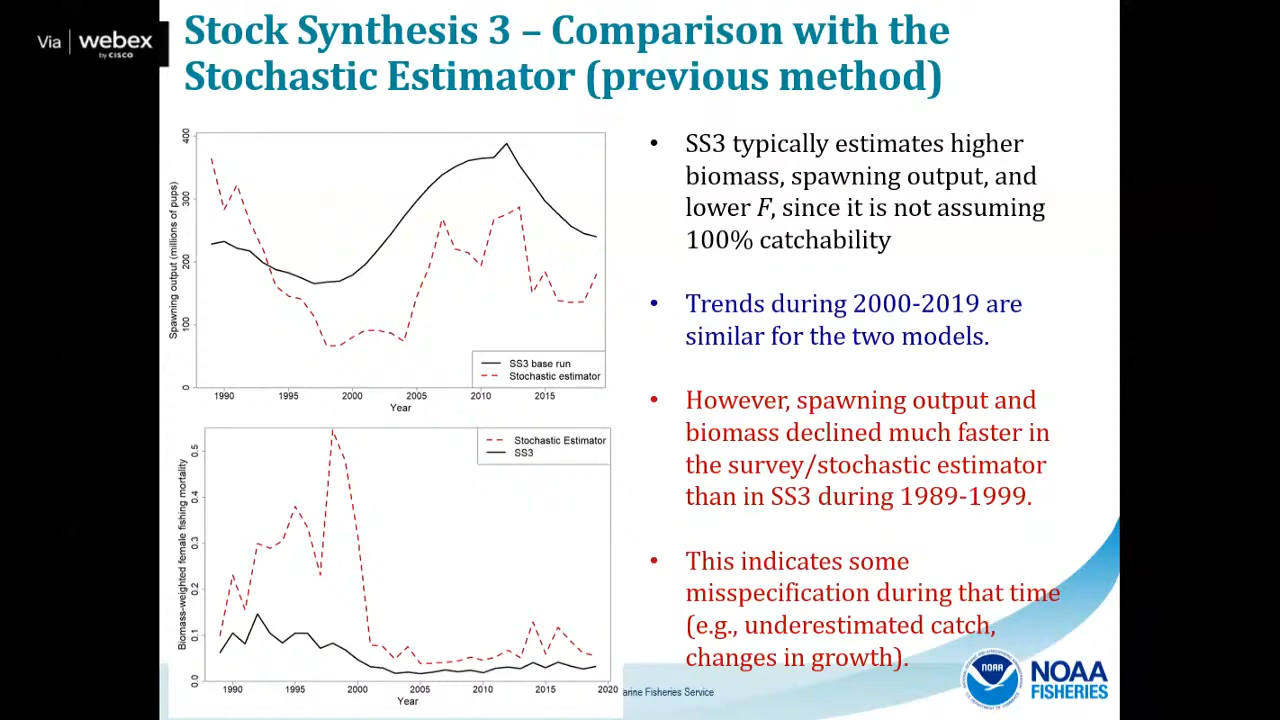 Via webex
by CISCO
Stock Synthesis 3 – Comparison with the
Stochastic Estimator (previous method)
Spawning output (millions of pups)
400
300
200
100
0
SS3 base run
Stochastic estimator
1990 1995 2000 2005 2010 2015
Year
Biomass-weighted female fishing mortality
0.5
0.4
0.3
0.2
0.1
0.0
Stochastic Estimator
SS3
1990 1995 2000 2005 2010 2015 2020
Year
• SS3 typically estimates higher
biomass, spawning output, and
lower F, since it is not assuming
100% catchability
• Trends during 2000-2019 are
similar for the two models.
• However, spawning output and
biomass declined much faster in
the survey/stochastic estimator
than in SS3 during 1989-1999.
• This indicates some
misspecification during that time
(e.g., underestimated catch,
changes in growth).
arine Fisheries Service
NOAA
NOAA
FISHERIES